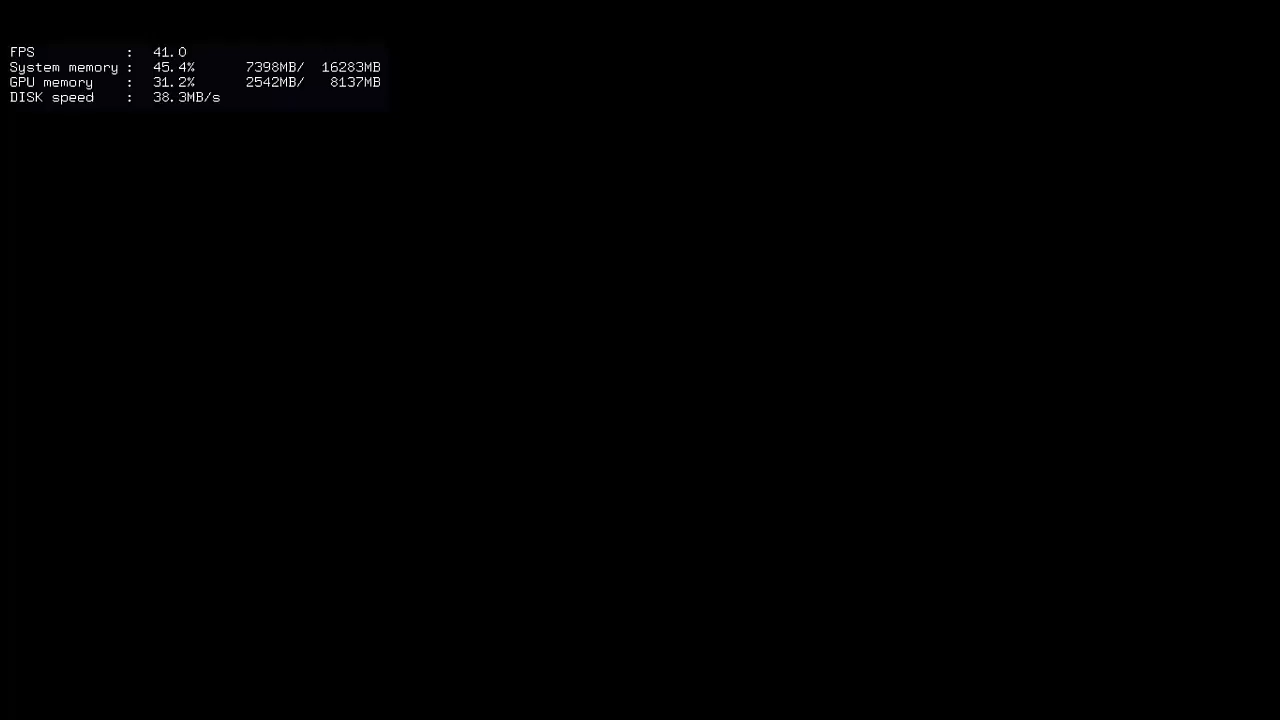 FPS : 41.0
System memory : 45.4% 7398MB/ 16283MB
GPU memory : 31.2% 2542MB/ 8137MB
DISK speed : 38.3MB/s